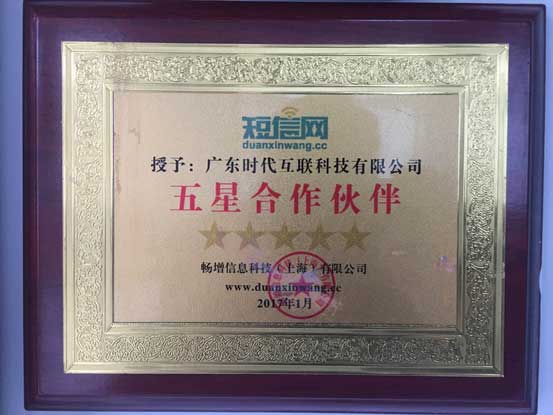 短信网
duanxinwang.cc
授予：广东时代互联科技有限公司
五星合作伙伴
畅增信息科技（上海）有限公司
www.duanxinwang.cc
2017年1月